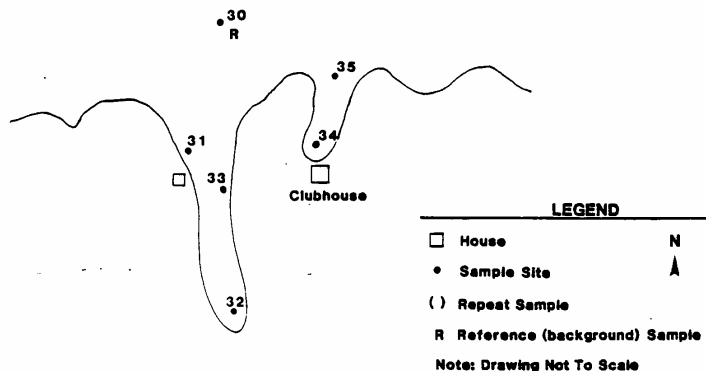 30
R
35
31
34
33
Clubhouse
32
LEGEND
House
N
Sample Site
( ) Repeat Sample
R Reference (background) Sample
Note: Drawing Not To Scale